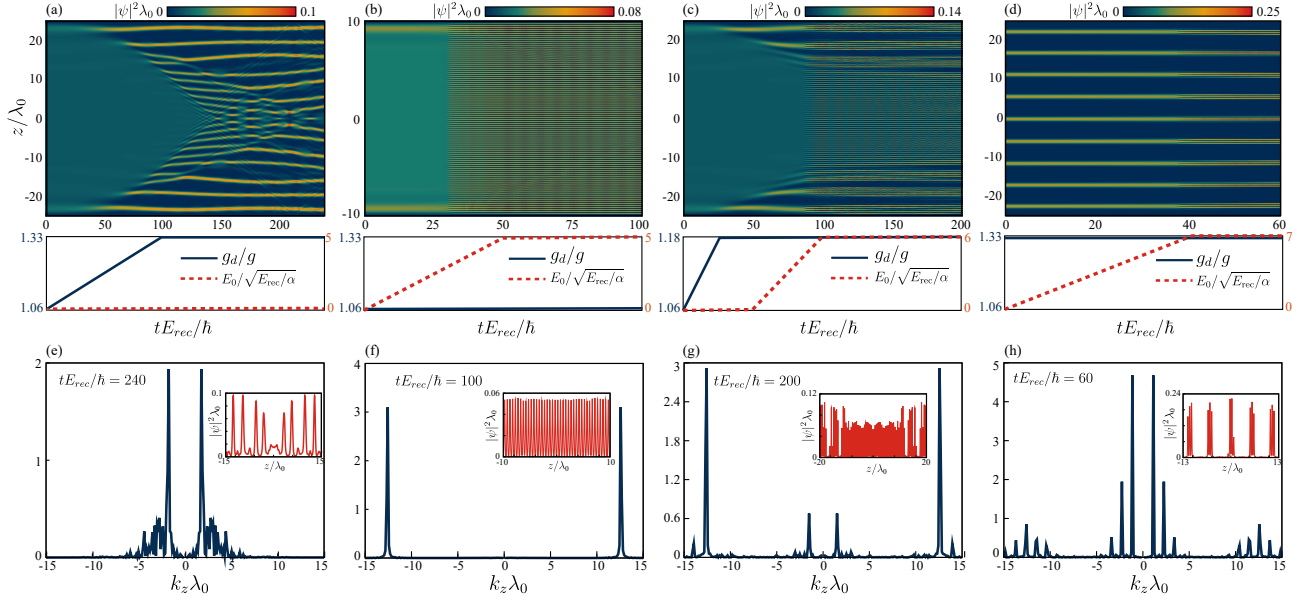 (a) |ψ|²λ₀ 0 0.1
(b) |ψ|²λ₀ 0 0.08
(c) |ψ|²λ₀ 0 0.14
(d) |ψ|²λ₀ 0 0.25
z/λ₀
20
10
0
-10
-20
0 50 100 150 200
10
0
-10
0 20 40 60 80 100
20
10
0
-10
-20
0 40 80 120 160 200
20
10
0
-10
-20
0 20 40 60
1.33 5
g_d/g
E₀/√(E_rec/α)
1.06 0
tE_rec/ħ
1.33 5
g_d/g
E₀/√(E_rec/α)
1.06 0
tE_rec/ħ
1.18 6
g_d/g
E₀/√(E_rec/α)
1.06 0
tE_rec/ħ
1.33 7
g_d/g
E₀/√(E_rec/α)
1.06 0
tE_rec/ħ
(e)
tE_rec/ħ = 240
2
1
0
-15 -10 -5 0 5 10 15
k_zλ₀
0.1
0
|ψ|²λ₀
-15 15
z/λ₀
(f)
tE_rec/ħ = 100
4
3
2
1
0
-15 -10 -5 0 5 10 15
k_zλ₀
0.06
0
|ψ|²λ₀
-10 10
z/λ₀
(g)
tE_rec/ħ = 200
3
2.4
1.8
1.2
0.6
0
-15 -10 -5 0 5 10 15
k_zλ₀
0.12
0
|ψ|²λ₀
-20 20
z/λ₀
(h)
tE_rec/ħ = 60
5
4
3
2
1
0
-15 -10 -5 0 5 10 15
k_zλ₀
0.24
0
|ψ|²λ₀
-13 13
z/λ₀